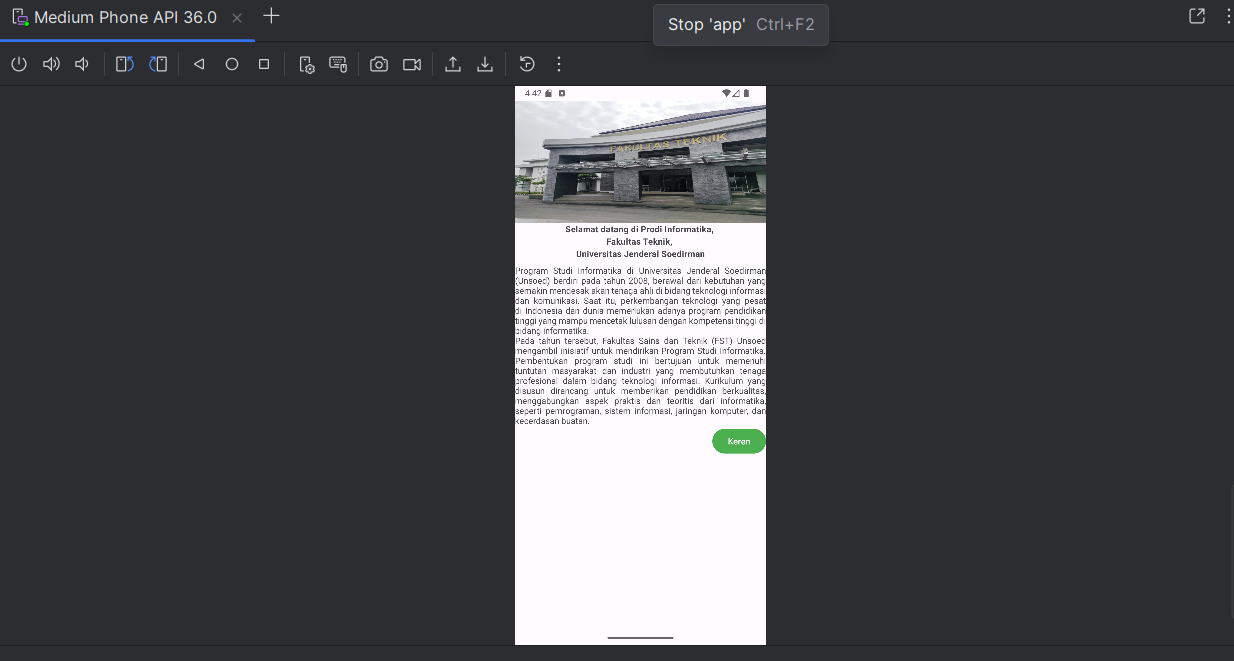 Medium Phone API 36.0
Stop 'app' Ctrl+F2
4:42
FAKULTAS TEKNIK
Selamat datang di Prodi Informatika,
Fakultas Teknik,
Universitas Jenderal Soedirman
Program Studi Informatika di Universitas Jenderal Soedirman
(Unsoed) berdiri pada tahun 2008, berawal dari kebutuhan yang
semakin mendesak akan tenaga ahli di bidang teknologi informasi
dan komunikasi. Saat itu, perkembangan teknologi yang pesat
di Indonesia dan dunia memerlukan adanya program pendidikan
tinggi yang mampu mencetak lulusan dengan kompetensi tinggi di
bidang informatika.
Pada tahun tersebut, Fakultas Sains dan Teknik (FST) Unsoed
mengambil inisiatif untuk mendirikan Program Studi Informatika.
Pembentukan program studi ini bertujuan untuk memenuhi
tuntutan masyarakat dan industri yang membutuhkan tenaga
profesional dalam bidang teknologi informasi. Kurikulum yang
disusun dirancang untuk memberikan pendidikan berkualitas,
menggabungkan aspek praktis dan teoritis dari informatika,
seperti pemrograman, sistem informasi, jaringan komputer, dan
kecerdasan buatan.
Keren